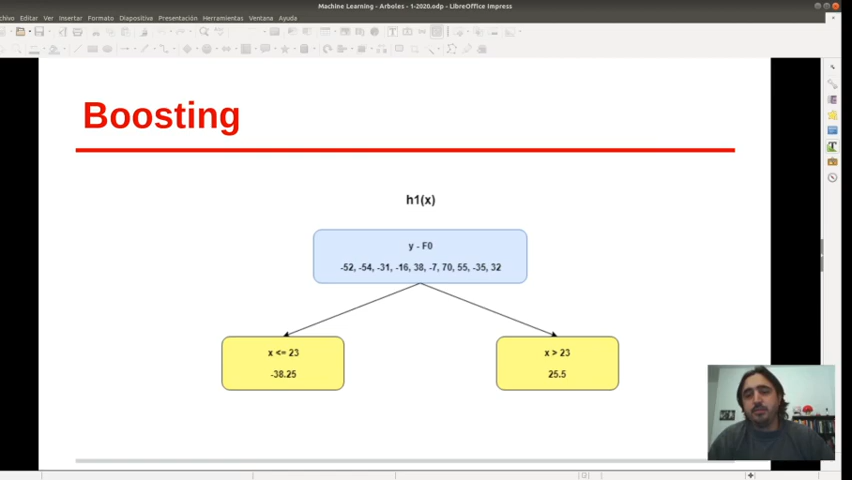 Machine Learning - Arboles - 1-2020.odp - LibreOffice Impress
rchivo Editar Ver Insertar Formato Diapositiva Presentación Herramientas Ventana Ayuda
Boosting
h1(x)
y - F0
-52, -54, -31, -16, 38, -7, 70, 55, -35, 32
x <= 23
-38.25
x > 23
25.5